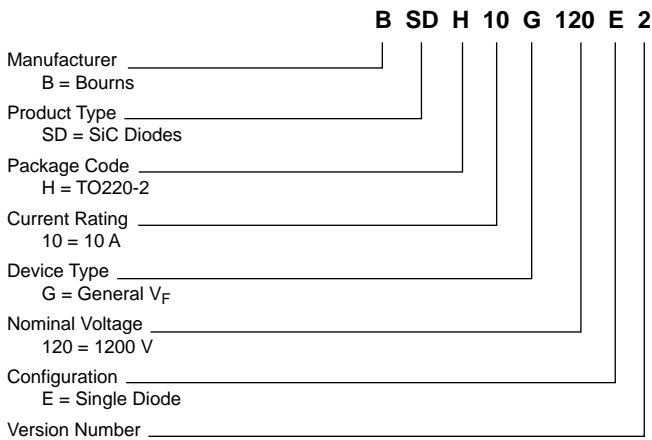 B SD H 10 G 120 E 2
Manufacturer
B = Bourns
Product Type
SD = SiC Diodes
Package Code
H = TO220-2
Current Rating
10 = 10 A
Device Type
G = General VF
Nominal Voltage
120 = 1200 V
Configuration
E = Single Diode
Version Number